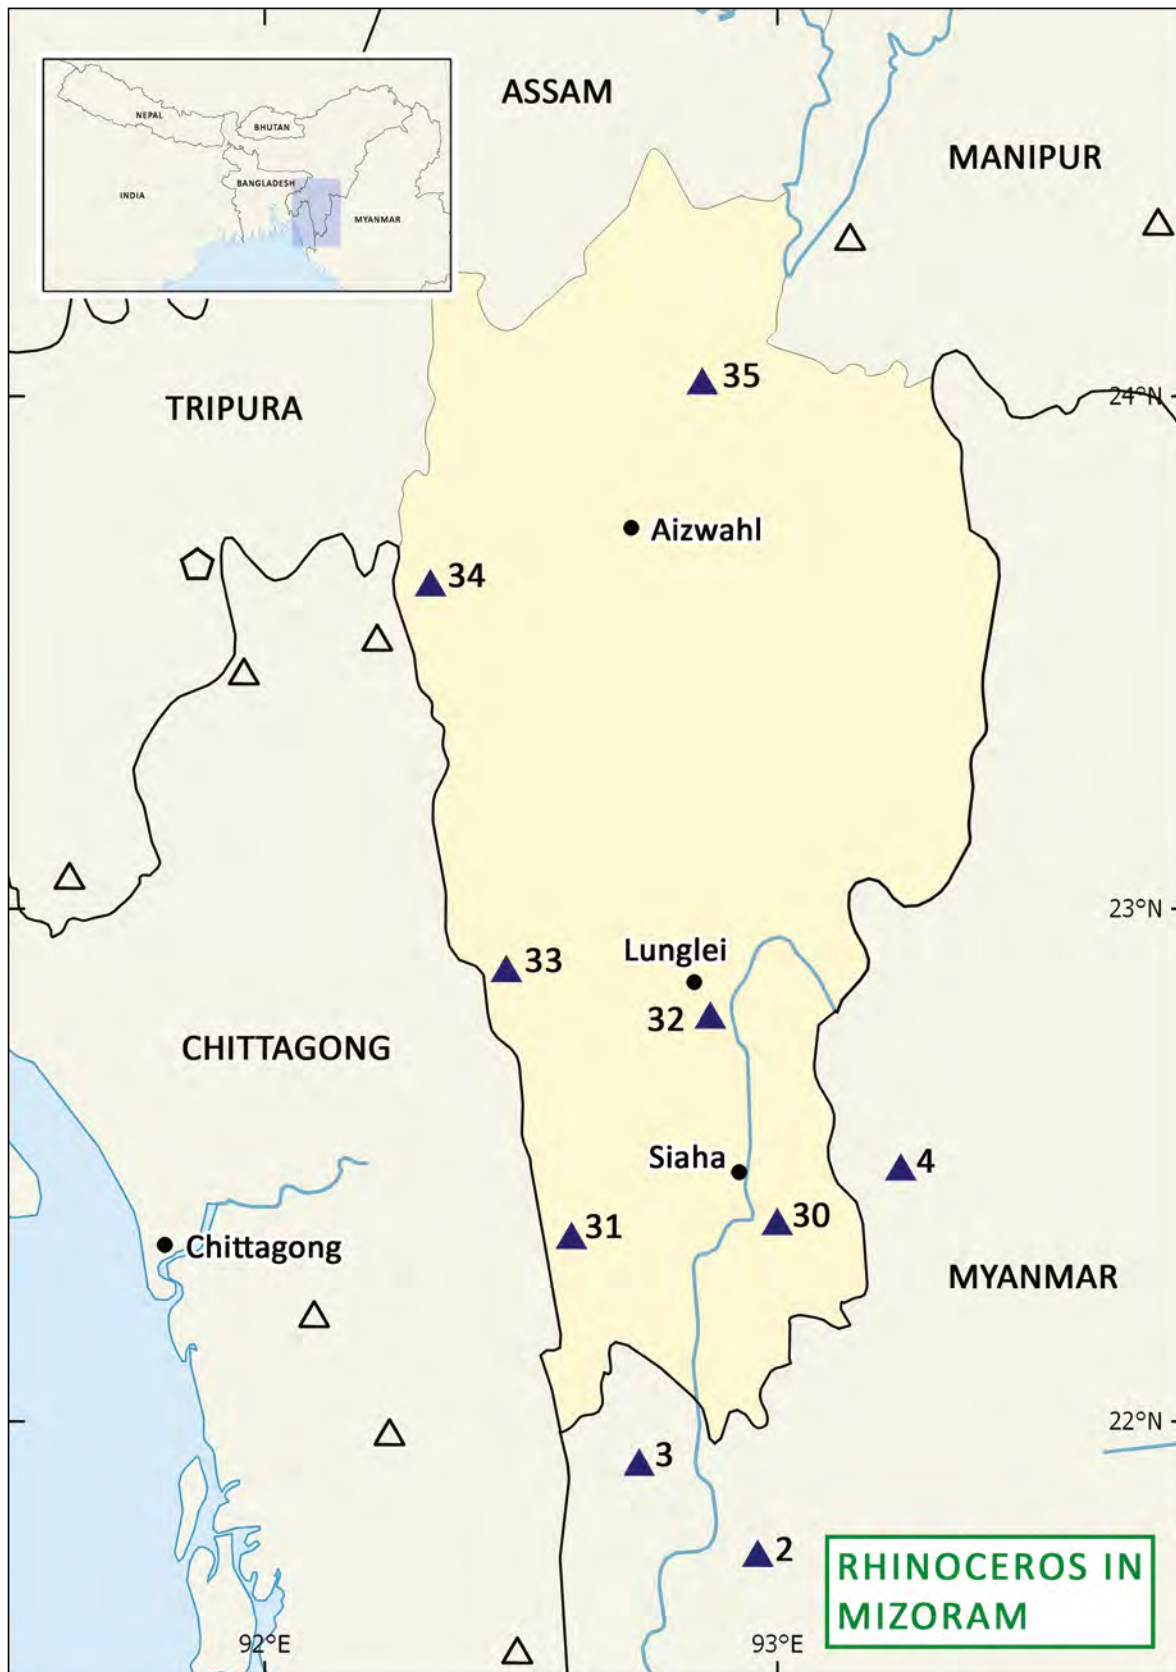 ASSAM
MANIPUR
NEPAL
BHUTAN
BANGLADESH
INDIA
MYANMAR
35
24°N
TRIPURA
Aizwahl
34
23°N
Lunglei
33
32
CHITTAGONG
Siaha
4
30
31
Chittagong
MYANMAR
22°N
3
2
RHINOCEROS IN
MIZORAM
92°E
93°E